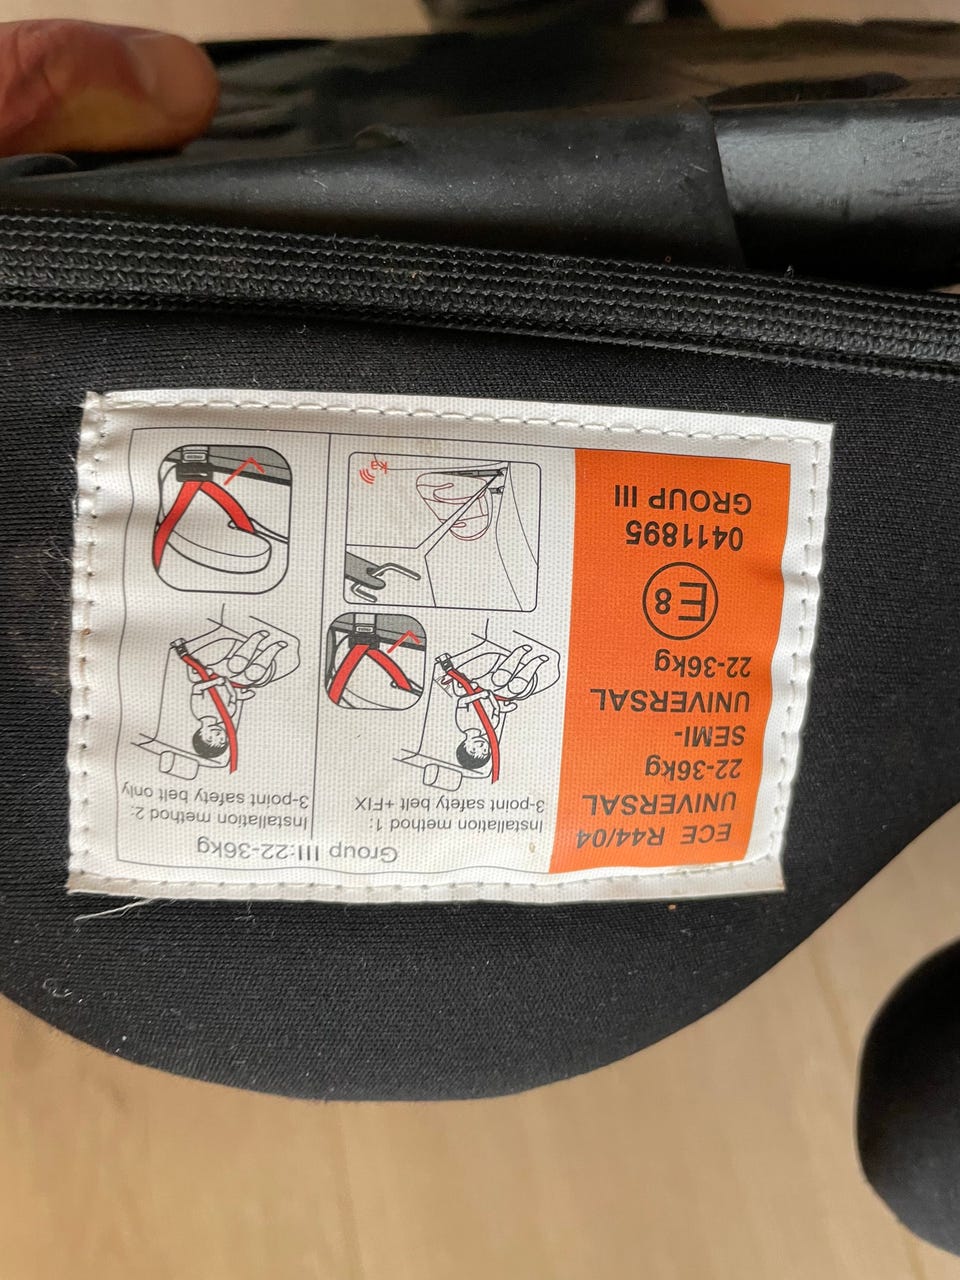 ECE R44/04
UNIVERSAL
22-36kg
SEMI-
UNIVERSAL
22-36kg
E8
0411895
GROUP III
Group III:22-36kg
Installation method 1:
3-point safety belt +FIX
Installation method 2:
3-point safety belt only